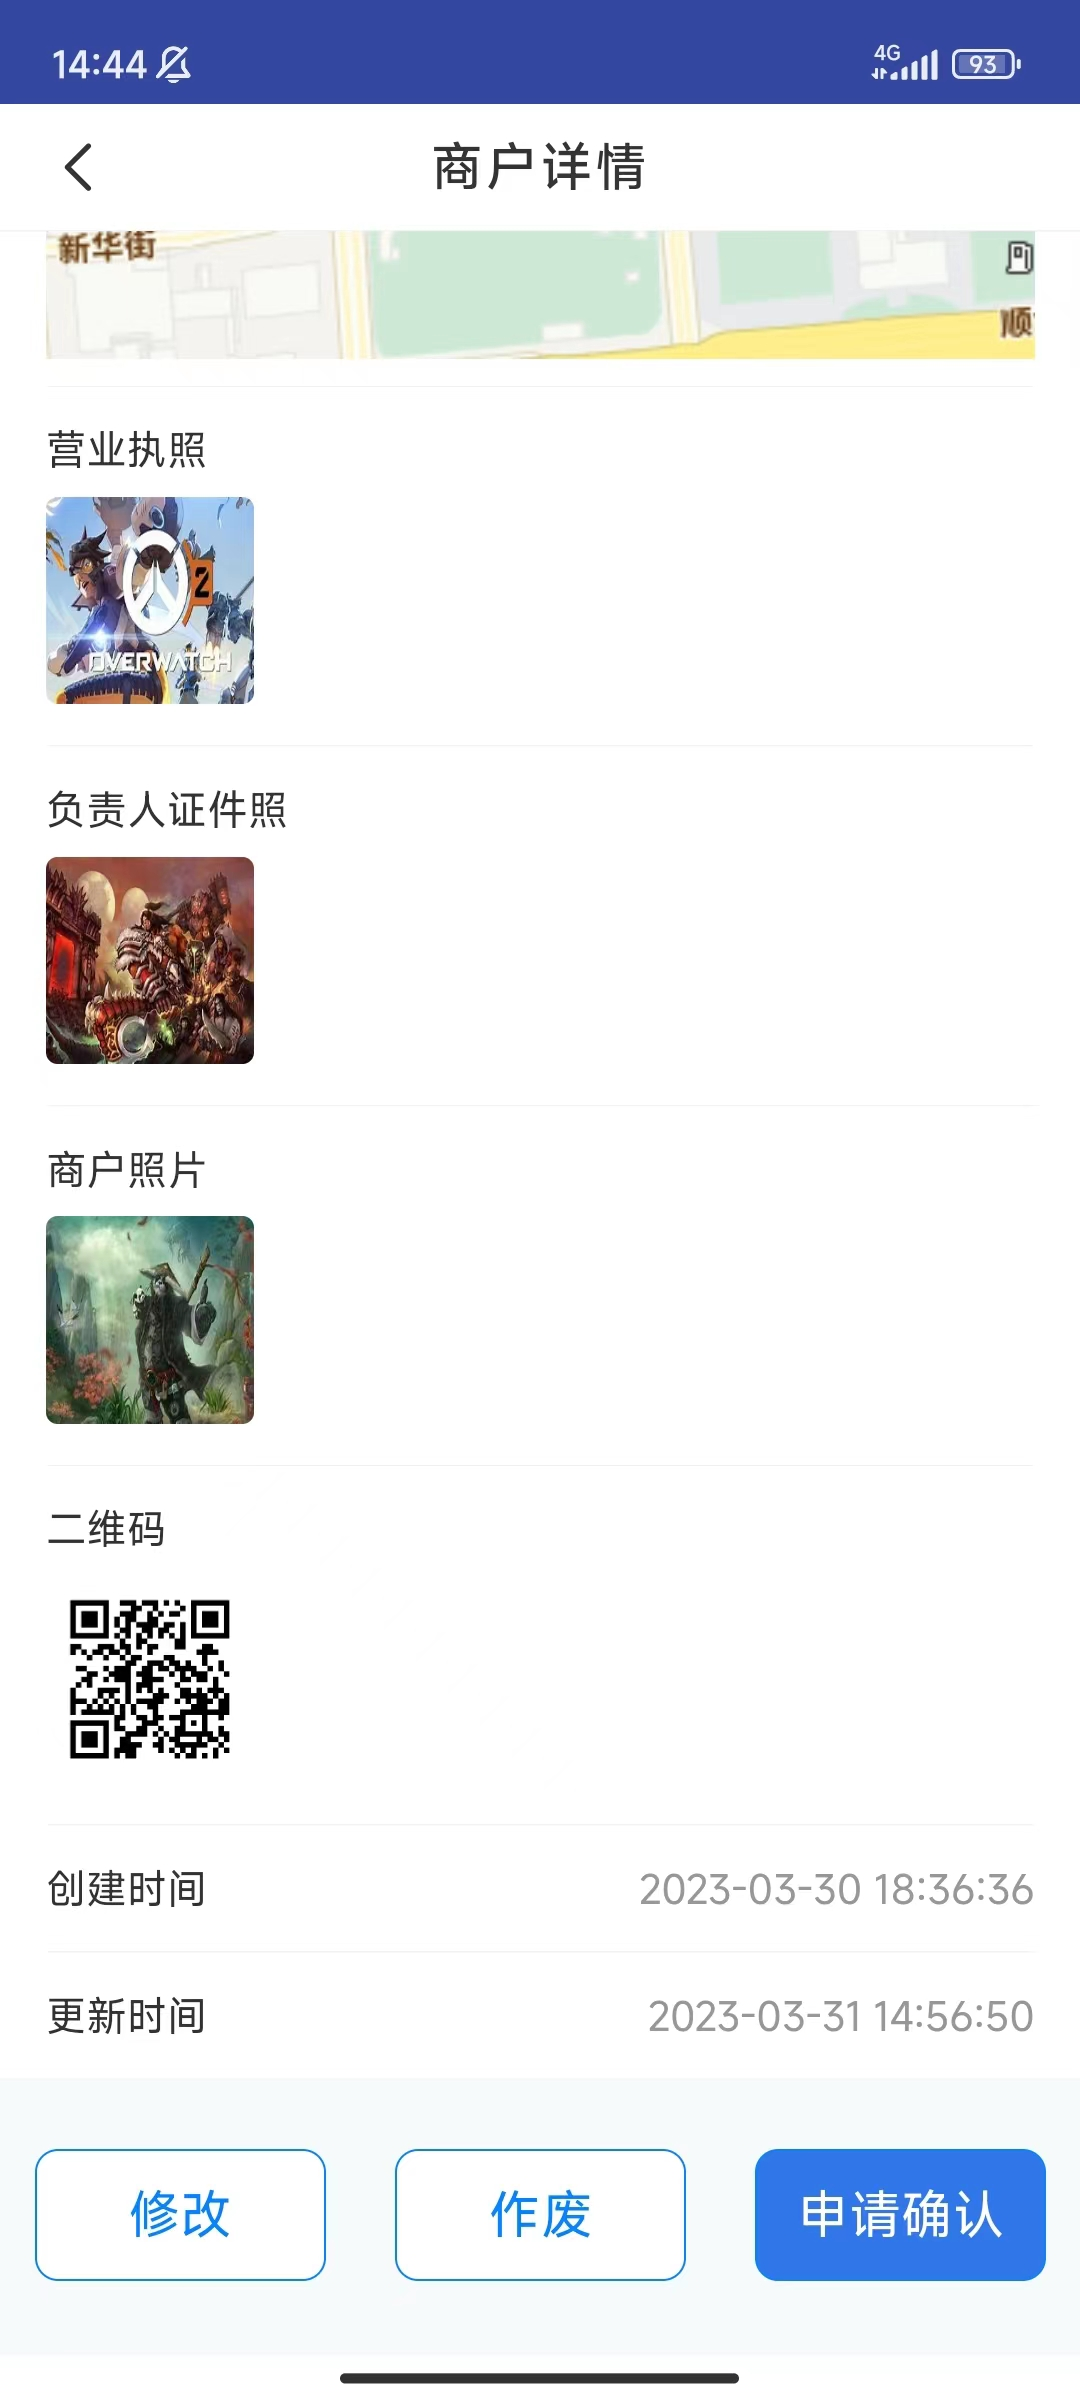 14:44
4G
93
商户详情
新华街
顺
营业执照
2
OVERWATCH
负责人证件照
商户照片
二维码
创建时间 2023-03-30 18:36:36
更新时间 2023-03-31 14:56:50
修改 作废 申请确认